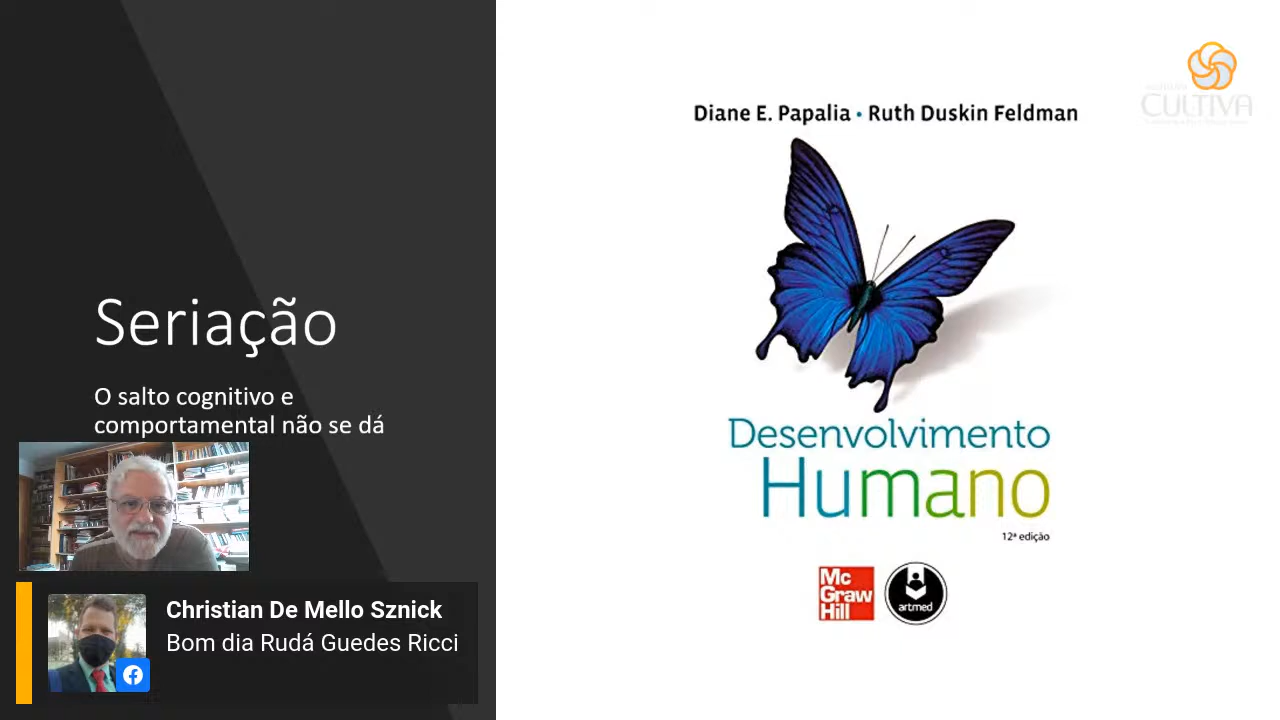 Seriação
O salto cognitivo e
comportamental não se dá
Christian De Mello Sznick
Bom dia Rudá Guedes Ricci
Diane E. Papalia • Ruth Duskin Feldman
Desenvolvimento
Humano
12ª edição
Mc
Graw
Hill
artmed
CULTIVA